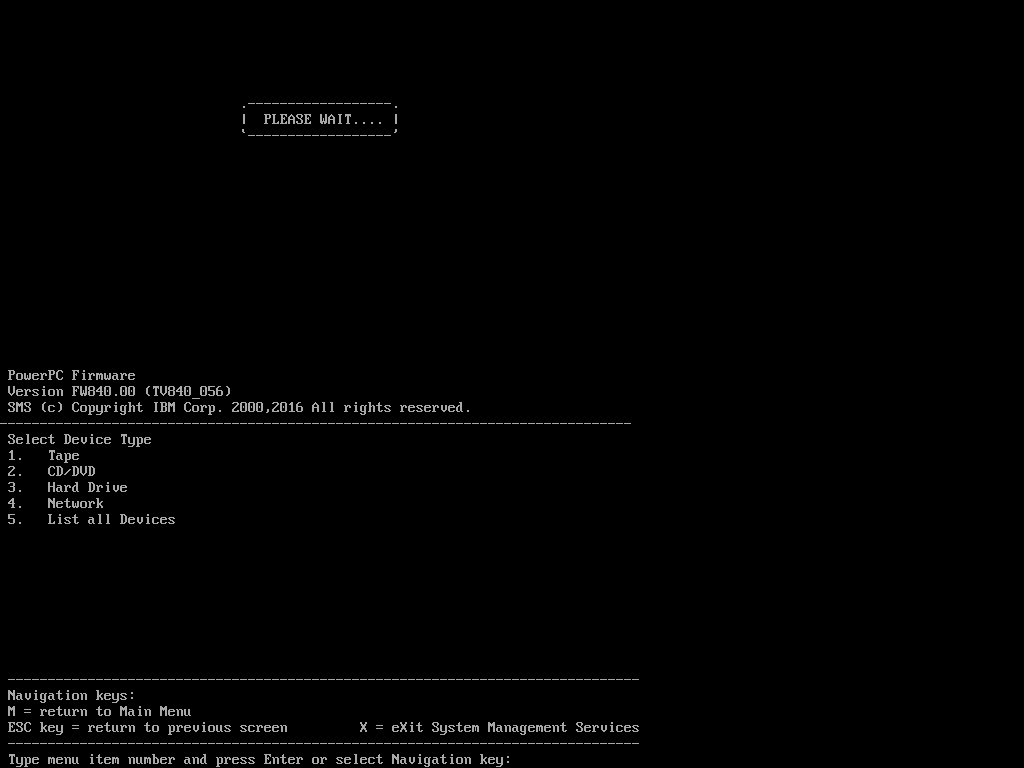 PLEASE WAIT....
PowerPC Firmware
Version FW840.00 (TV840_056)
SMS (c) Copyright IBM Corp. 2000,2016 All rights reserved.
Select Device Type
1. Tape
2. CD/DVD
3. Hard Drive
4. Network
5. List all Devices
Navigation keys:
M = return to Main Menu
ESC key = return to previous screen X = eXit System Management Services
Type menu item number and press Enter or select Navigation key: